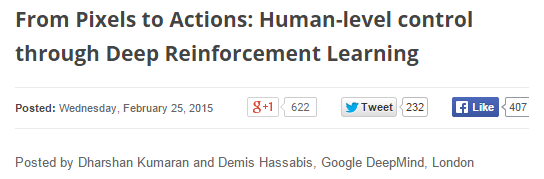 From Pixels to Actions: Human-level control
through Deep Reinforcement Learning
Posted: Wednesday, February 25, 2015 g+1 622 Tweet 232 f Like 407
Posted by Dharshan Kumaran and Demis Hassabis, Google DeepMind, London